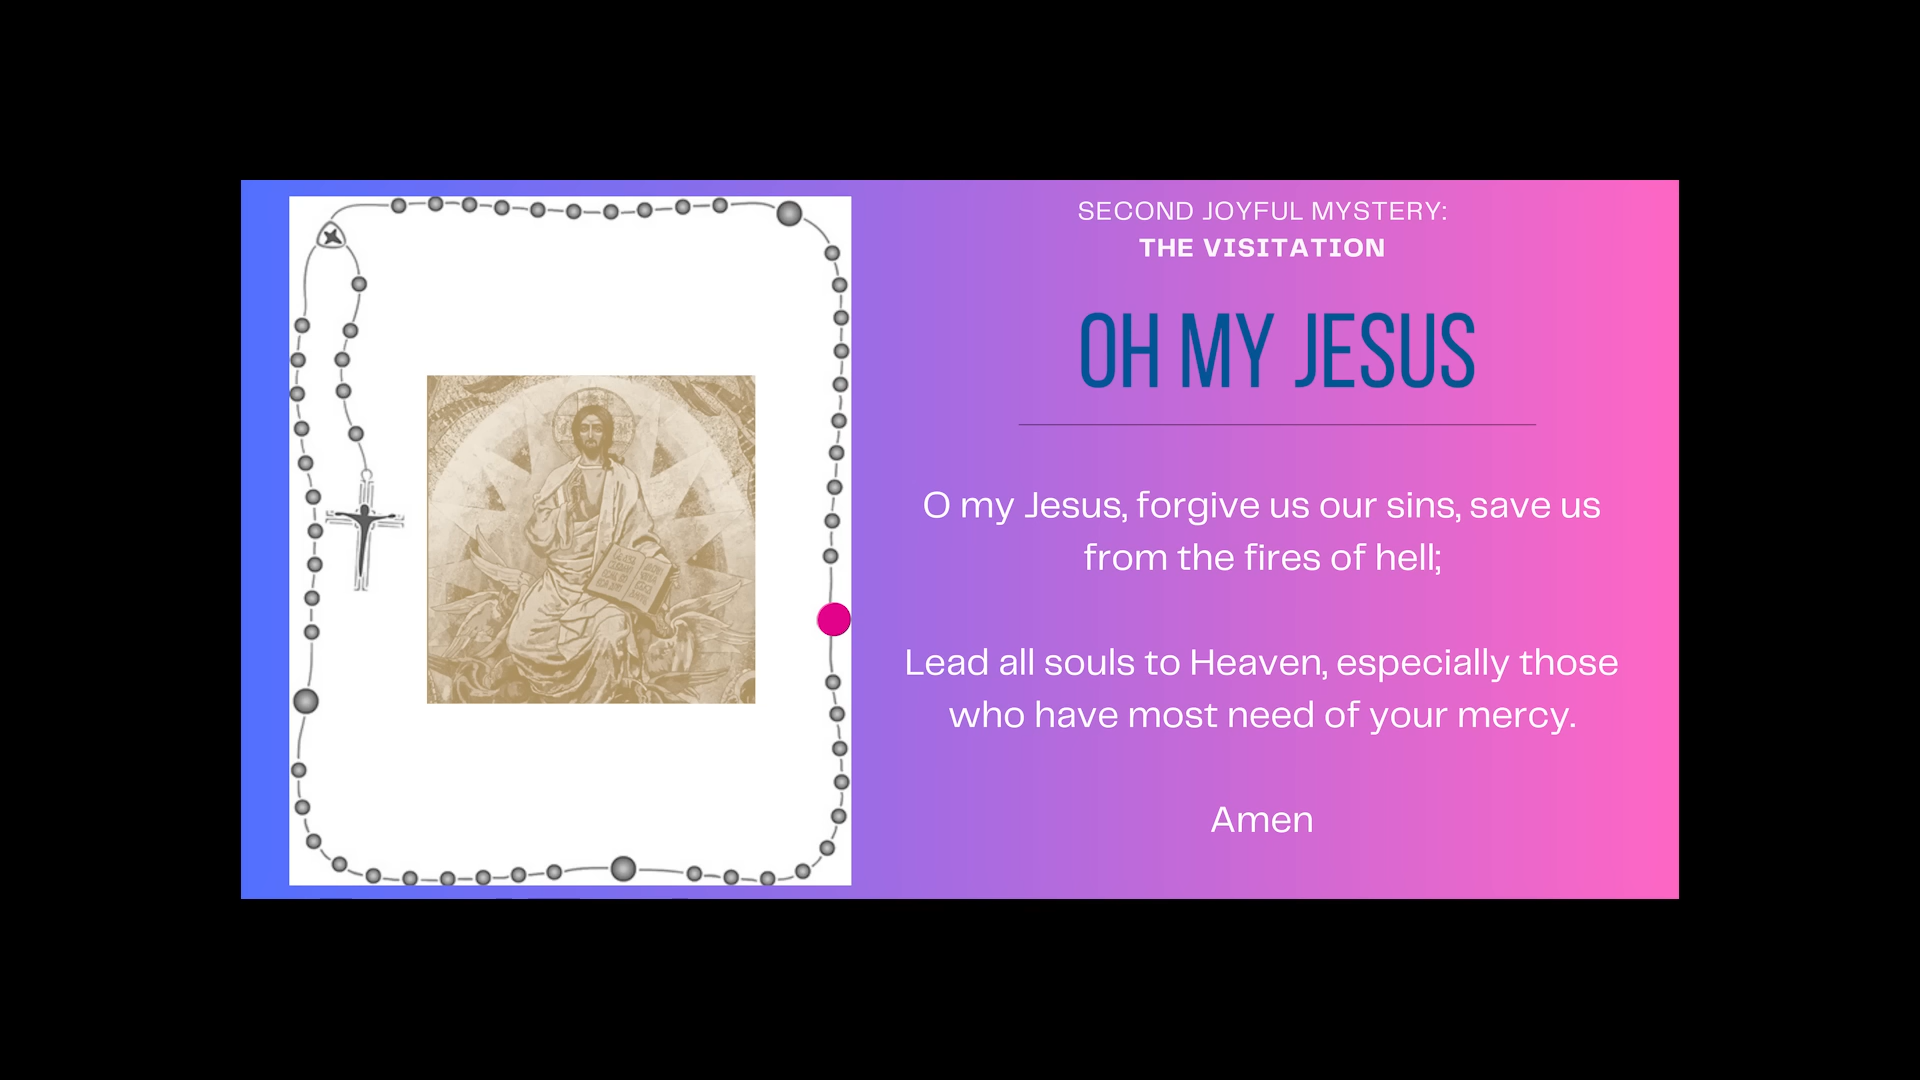 SECOND JOYFUL MYSTERY:
THE VISITATION
OH MY JESUS
O my Jesus, forgive us our sins, save us
from the fires of hell;
Lead all souls to Heaven, especially those
who have most need of your mercy.
Amen